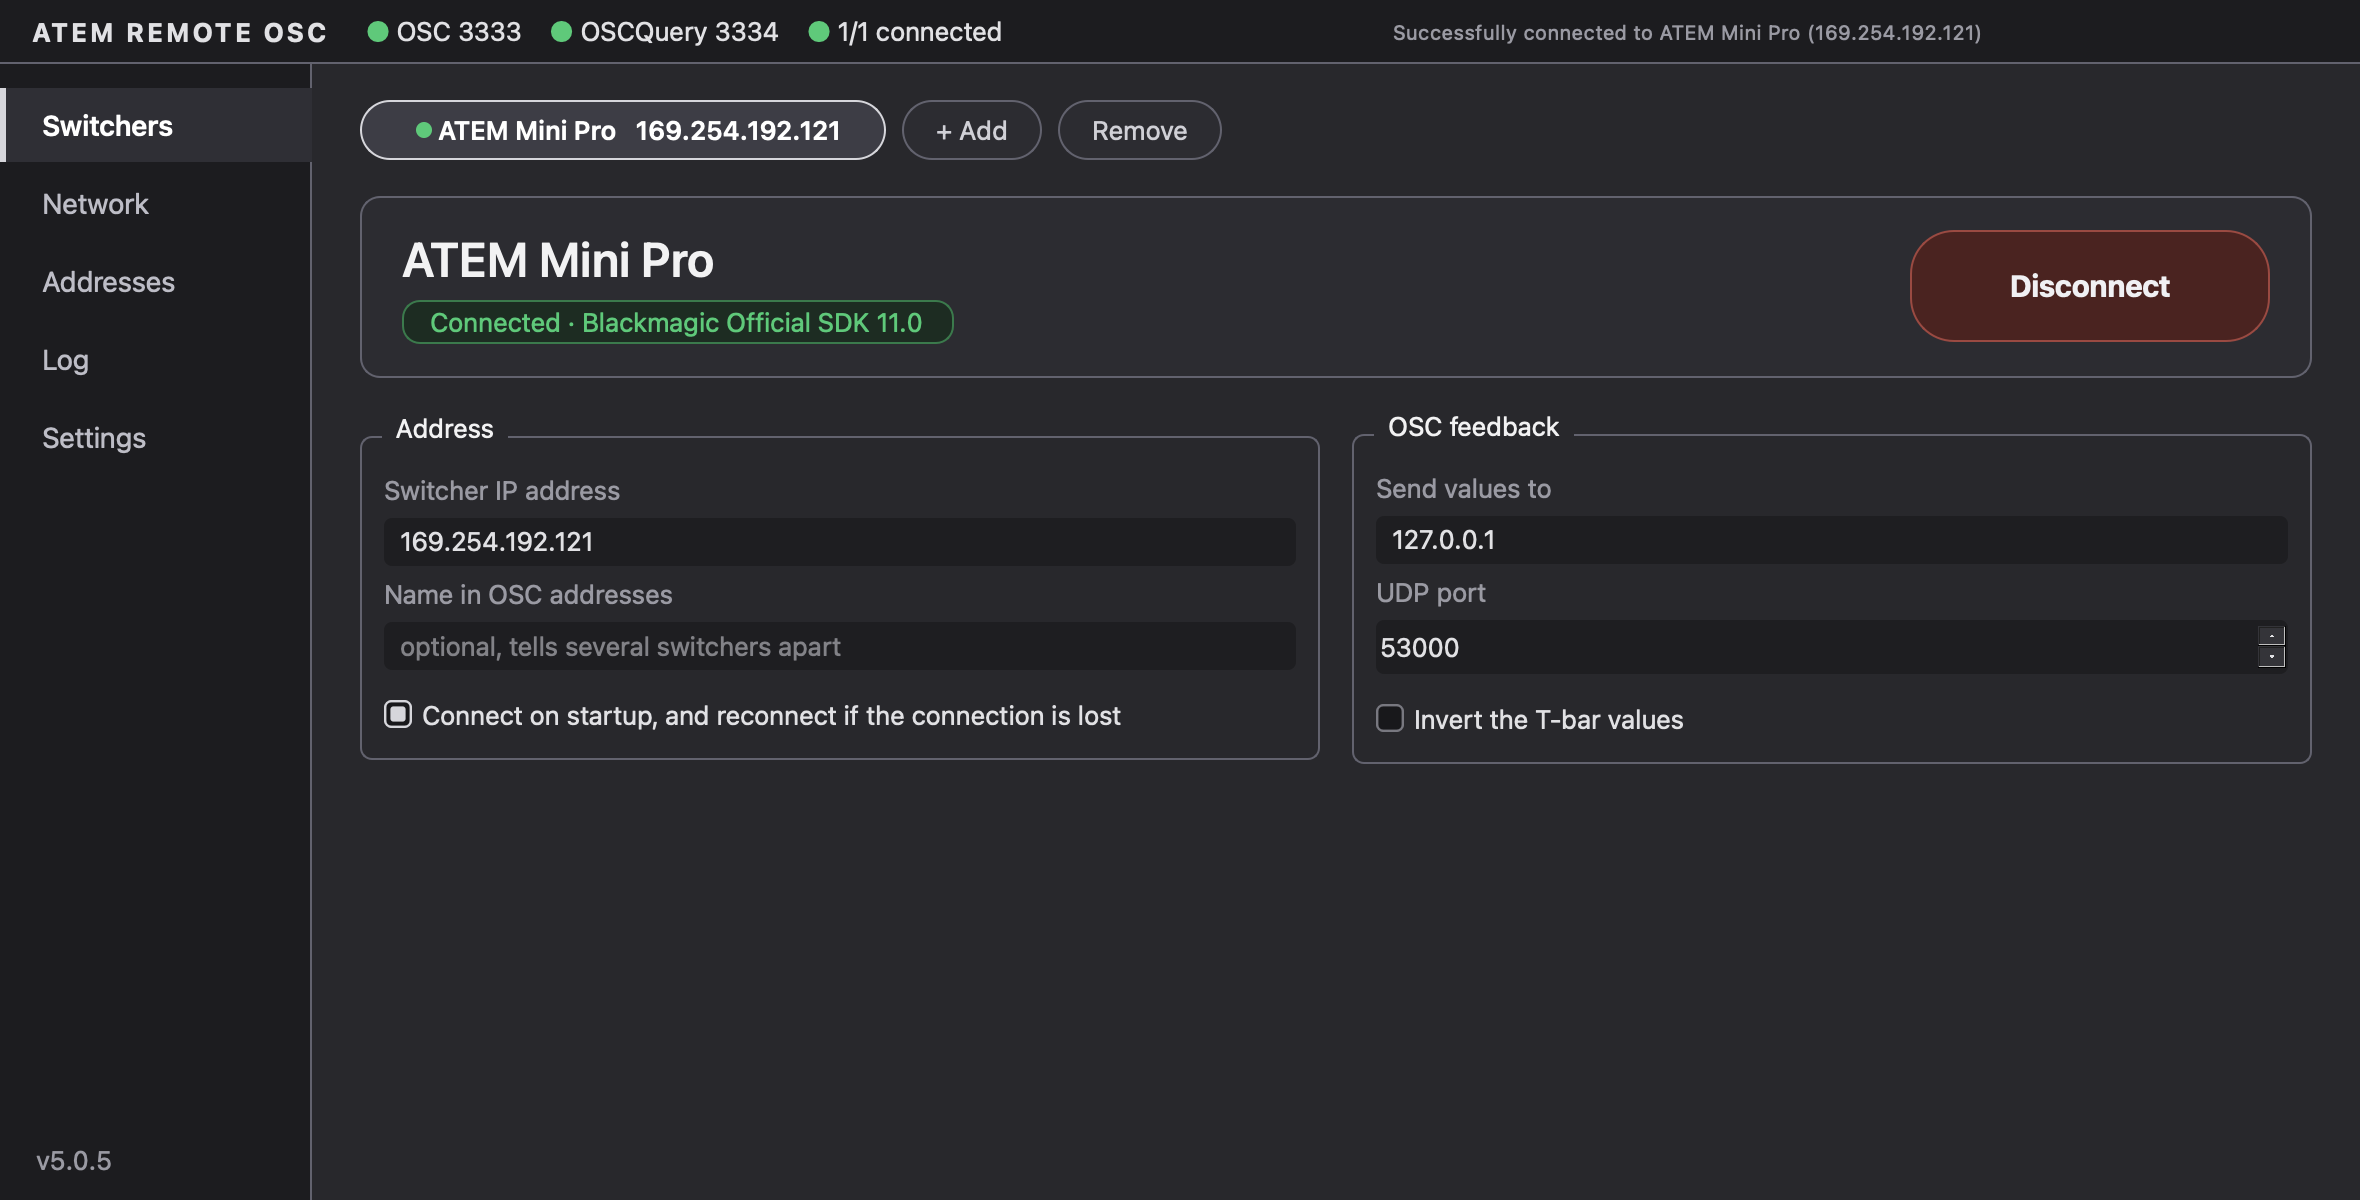 ATEM REMOTE OSC
OSC 3333
OSCQuery 3334
1/1 connected
Successfully connected to ATEM Mini Pro (169.254.192.121)
Switchers
Network
Addresses
Log
Settings
v5.0.5
ATEM Mini Pro 169.254.192.121
+ Add
Remove
ATEM Mini Pro
Connected · Blackmagic Official SDK 11.0
Disconnect
Address
Switcher IP address
169.254.192.121
Name in OSC addresses
optional, tells several switchers apart
Connect on startup, and reconnect if the connection is lost
OSC feedback
Send values to
127.0.0.1
UDP port
53000
Invert the T-bar values